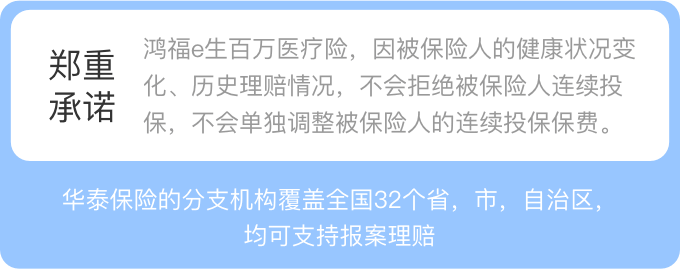 郑重
承诺
鸿福e生百万医疗险，因被保险人的健康状况变
化、历史理赔情况，不会拒绝被保险人连续投
保，不会单独调整被保险人的连续投保保费。
华泰保险的分支机构覆盖全国32个省，市，自治区，
均可支持报案理赔